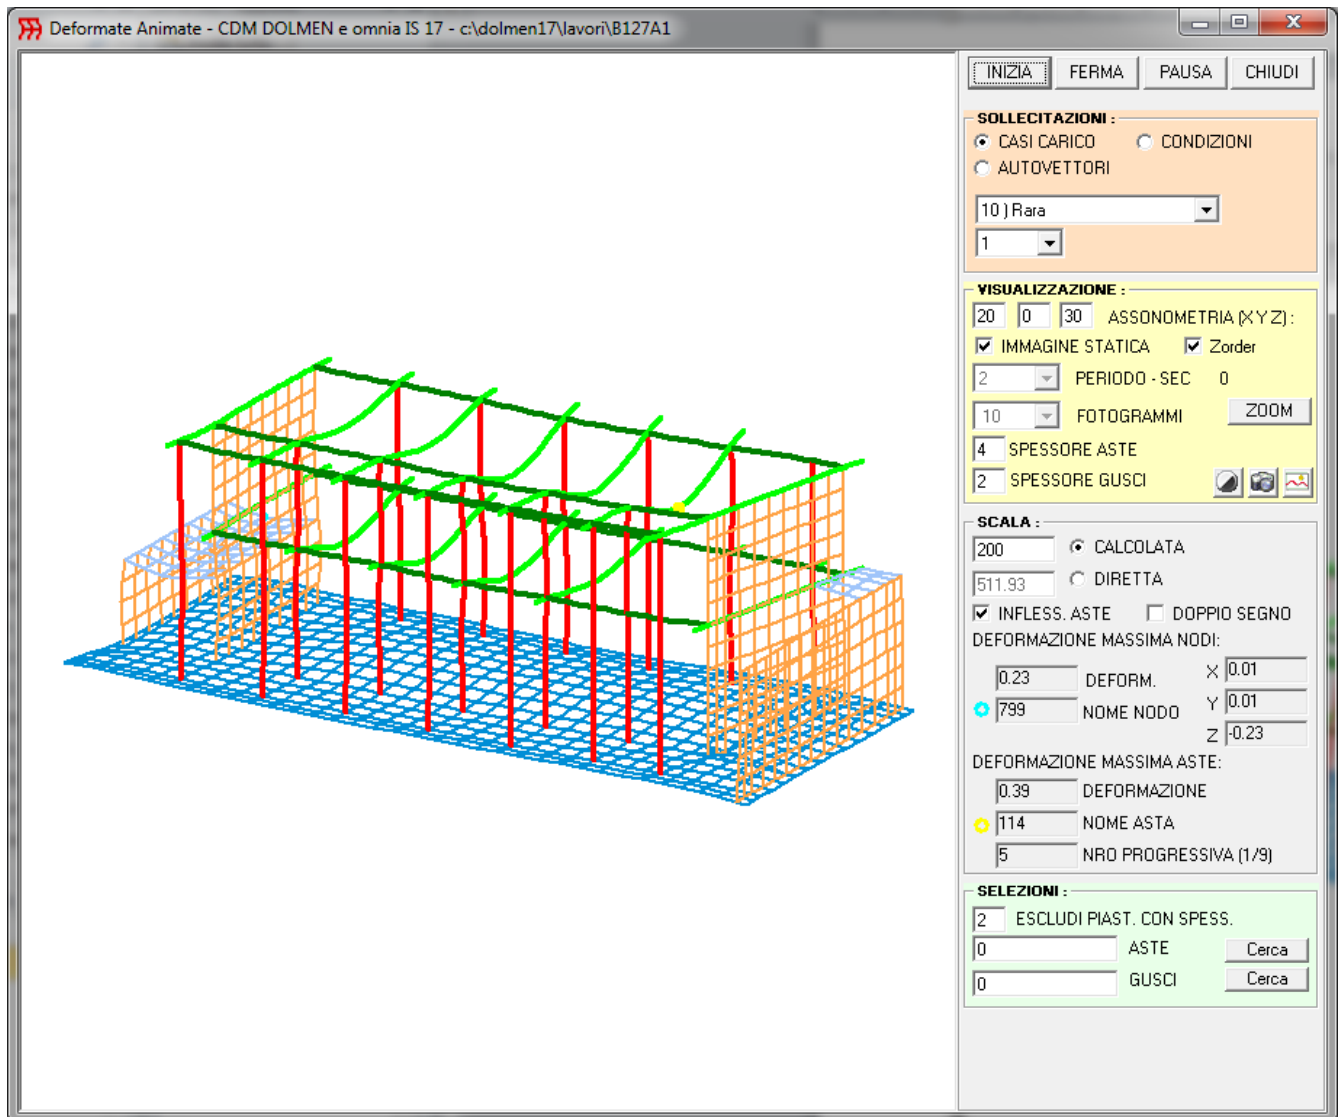 Deformate Animate - CDM DOLMEN e omnia IS 17 - c:\dolmen17\lavori\B127A1
INIZIA FERMA PAUSA CHIUDI
SOLLECITAZIONI :
CASI CARICO CONDIZIONI
AUTOVETTORI
10 ) Rara
1
VISUALIZZAZIONE :
20 0 30 ASSONOMETRIA (X Y Z) :
IMMAGINE STATICA Zorder
2 PERIODO - SEC 0
10 FOTOGRAMMI ZOOM
4 SPESSORE ASTE
2 SPESSORE GUSCI
SCALA :
200 CALCOLATA
511.93 DIRETTA
INFLESS. ASTE DOPPIO SEGNO
DEFORMAZIONE MASSIMA NODI:
0.23 DEFORM. X 0.01
799 NOME NODO Y 0.01
Z -0.23
DEFORMAZIONE MASSIMA ASTE:
0.39 DEFORMAZIONE
114 NOME ASTA
5 NRO PROGRESSIVA (1/9)
SELEZIONI :
2 ESCLUDI PIAST. CON SPESS.
0 ASTE Cerca
0 GUSCI Cerca